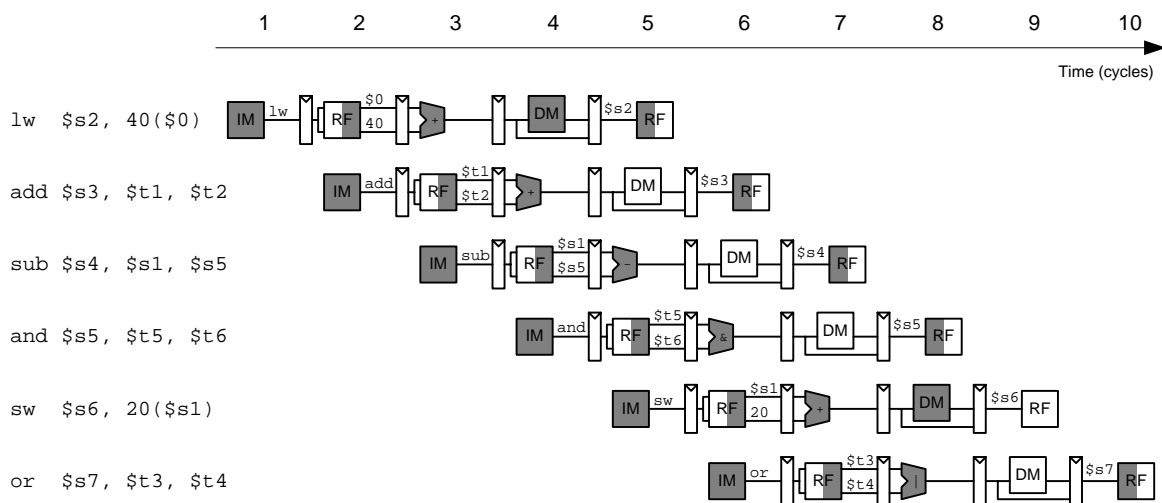 1 2 3 4 5 6 7 8 9 10
Time (cycles)
lw $s2, 40($0) IM lw RF $0 40 + DM $s2 RF
add $s3, $t1, $t2 IM add RF $t1 $t2 + DM $s3 RF
sub $s4, $s1, $s5 IM sub RF $s1 $s5 - DM $s4 RF
and $s5, $t5, $t6 IM and RF $t5 $t6 & DM $s5 RF
sw $s6, 20($s1) IM sw RF $s1 20 + DM $s6 RF
or $s7, $t3, $t4 IM or RF $t3 $t4 | DM $s7 RF